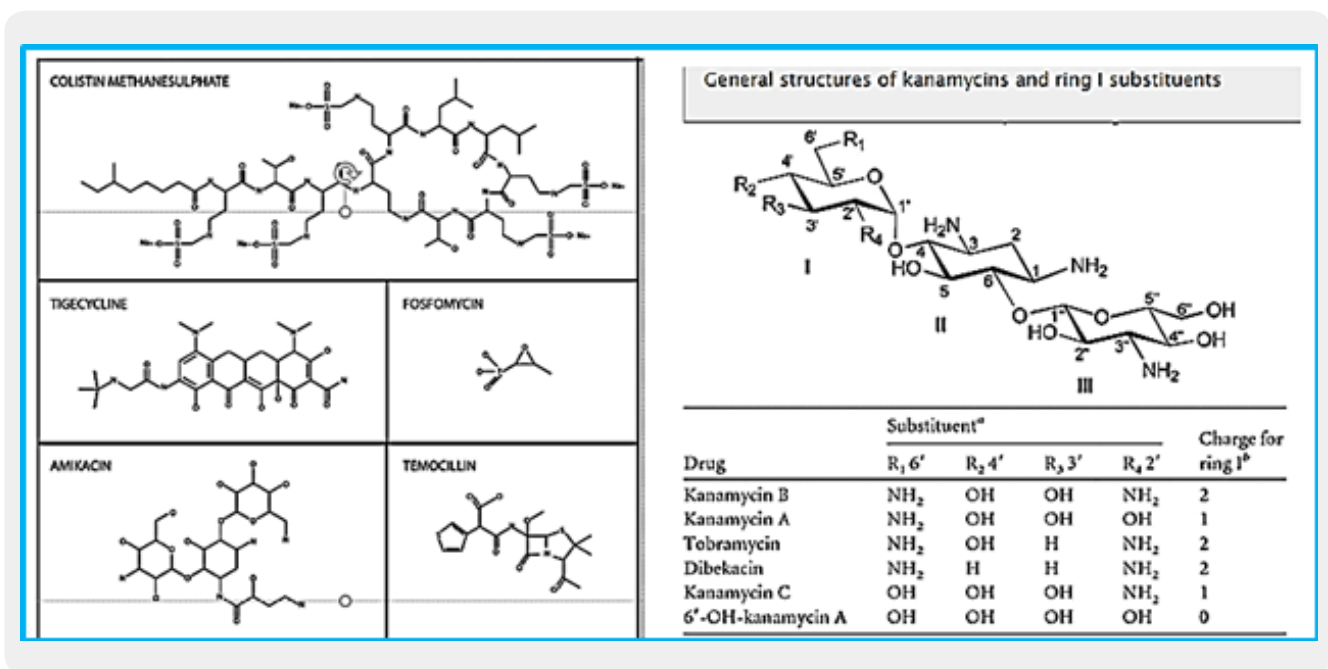 COLISTIN METHANESULPHATE
TIGECYCLINE
FOSFOMYCIN
AMIKACIN
TEMOCILLIN
General structures of kanamycins and ring I substituents
6' R₁
4' 5' O
R₂
R₃ 2' 1"
3' R₄ H₂N 3 2
I O 4 1 NH₂
HO 5 6
II O 1" O 5" 6" OH
HO 2" 3" 4" OH
NH₂
III
Substituentᵃ Charge for
Drug R₁ 6' R₂ 4' R₃ 3' R₄ 2' ring Iᵇ
Kanamycin B NH₂ OH OH NH₂ 2
Kanamycin A NH₂ OH OH OH 1
Tobramycin NH₂ OH H NH₂ 2
Dibekacin NH₂ H H NH₂ 2
Kanamycin C OH OH OH NH₂ 1
6'-OH-kanamycin A OH OH OH OH 0